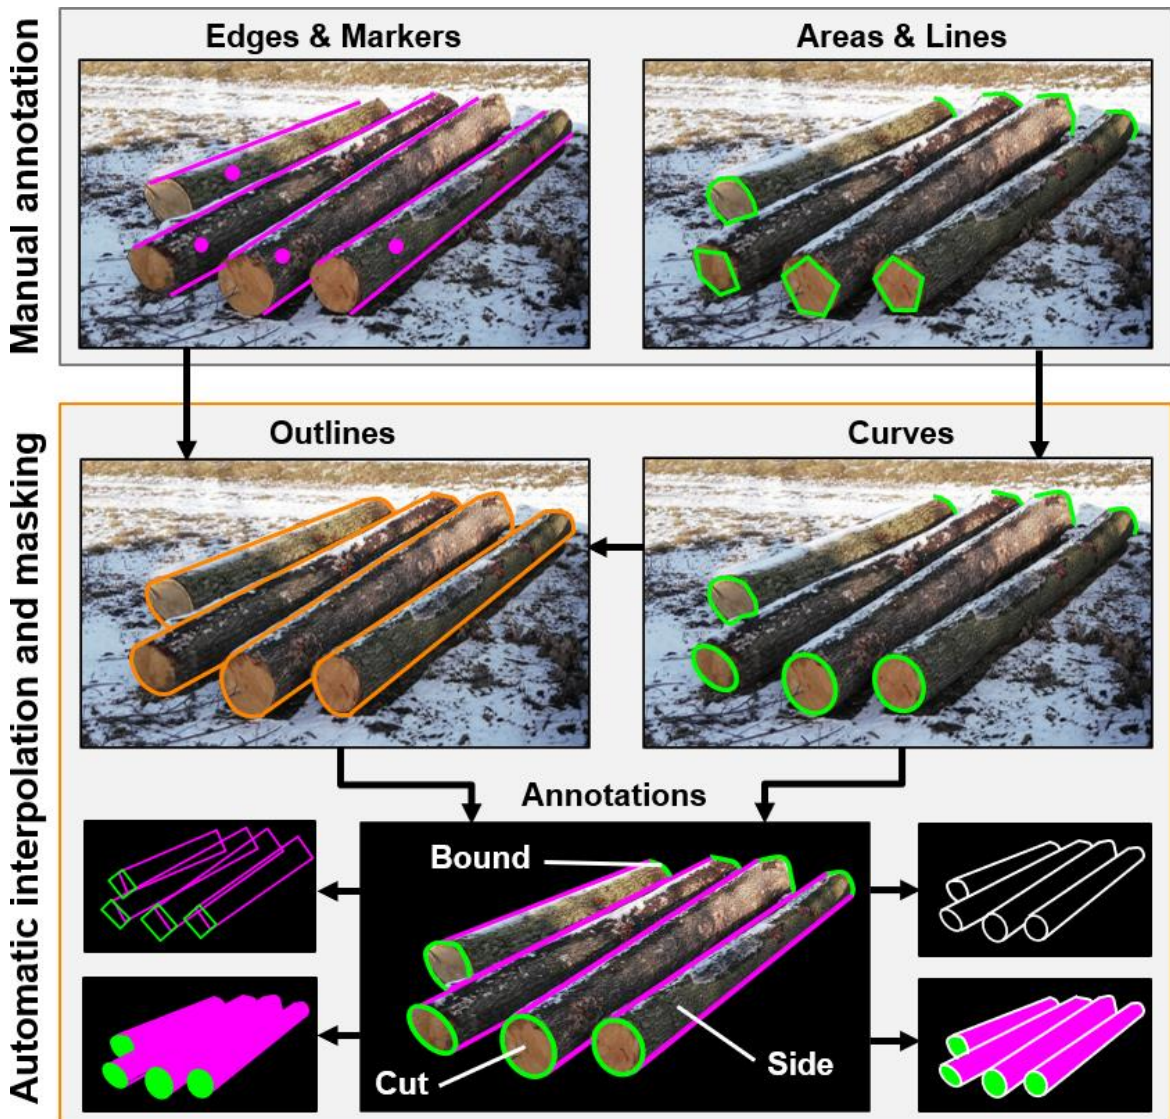 Manual annotation
Edges & Markers
Areas & Lines
Automatic interpolation and masking
Outlines
Curves
Annotations
Bound
Cut
Side